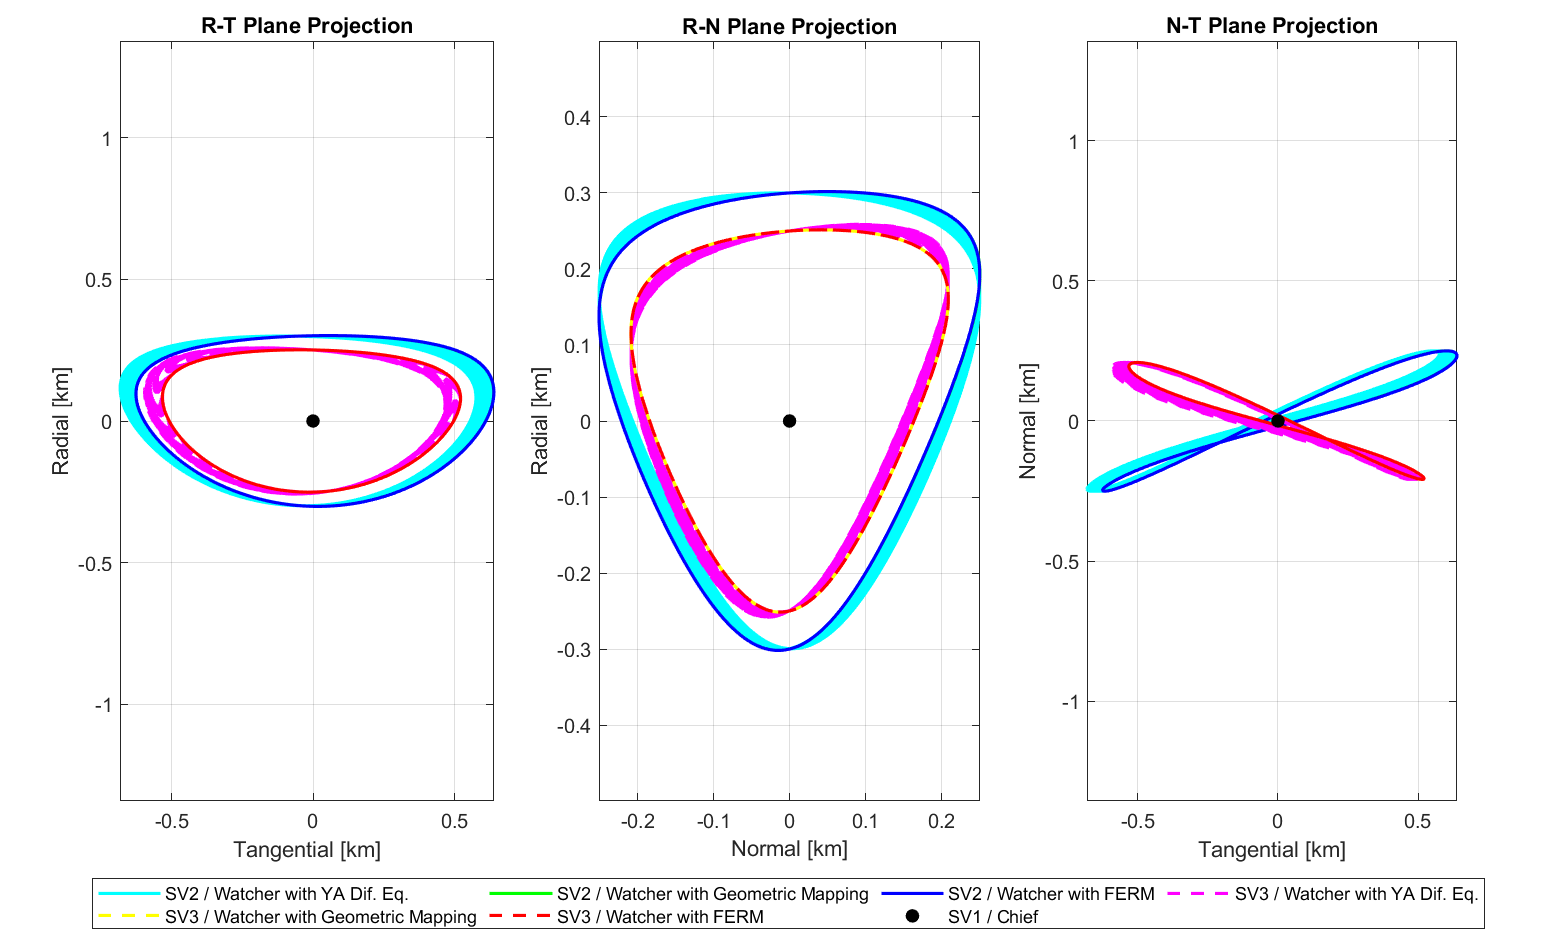 R-T Plane Projection
R-N Plane Projection
N-T Plane Projection
Radial [km]
1
0.5
0
-0.5
-1
-0.5
0
0.5
Tangential [km]
Radial [km]
0.4
0.3
0.2
0.1
0
-0.1
-0.2
-0.3
-0.4
-0.2
-0.1
0
0.1
0.2
Normal [km]
Normal [km]
1
0.5
0
-0.5
-1
-0.5
0
0.5
Tangential [km]
SV2 / Watcher with YA Dif. Eq.
SV2 / Watcher with Geometric Mapping
SV2 / Watcher with FERM
SV3 / Watcher with YA Dif. Eq.
SV3 / Watcher with Geometric Mapping
SV3 / Watcher with FERM
SV1 / Chief